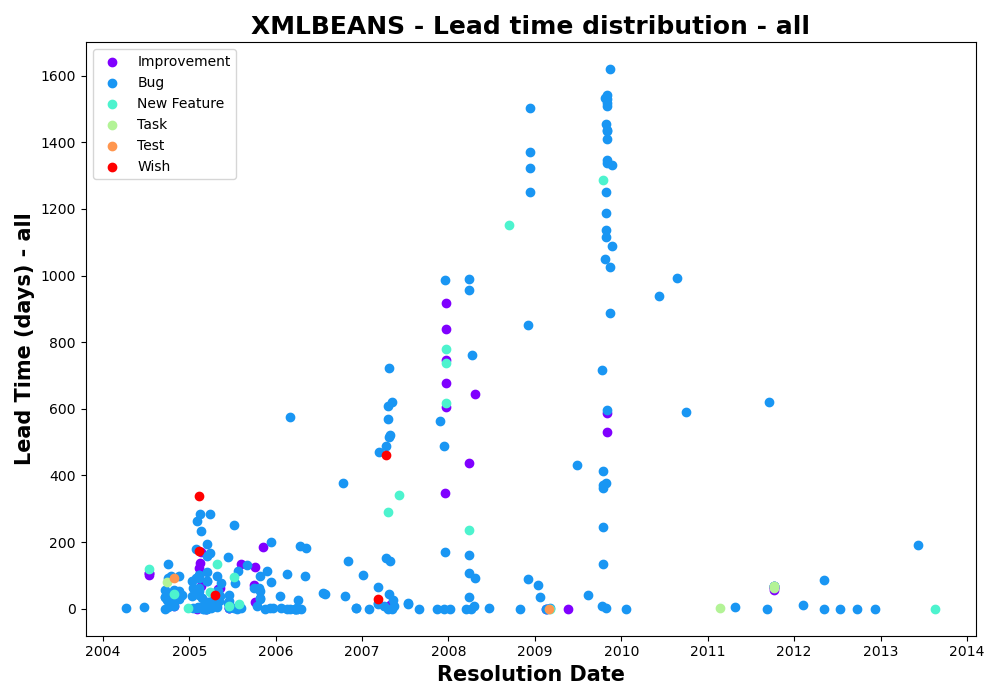 XMLBEANS - Lead time distribution - all
Improvement
Bug
New Feature
Task
Test
Wish
Lead Time (days) - all
1600
1400
1200
1000
800
600
400
200
0
2004 2005 2006 2007 2008 2009 2010 2011 2012 2013 2014
Resolution Date